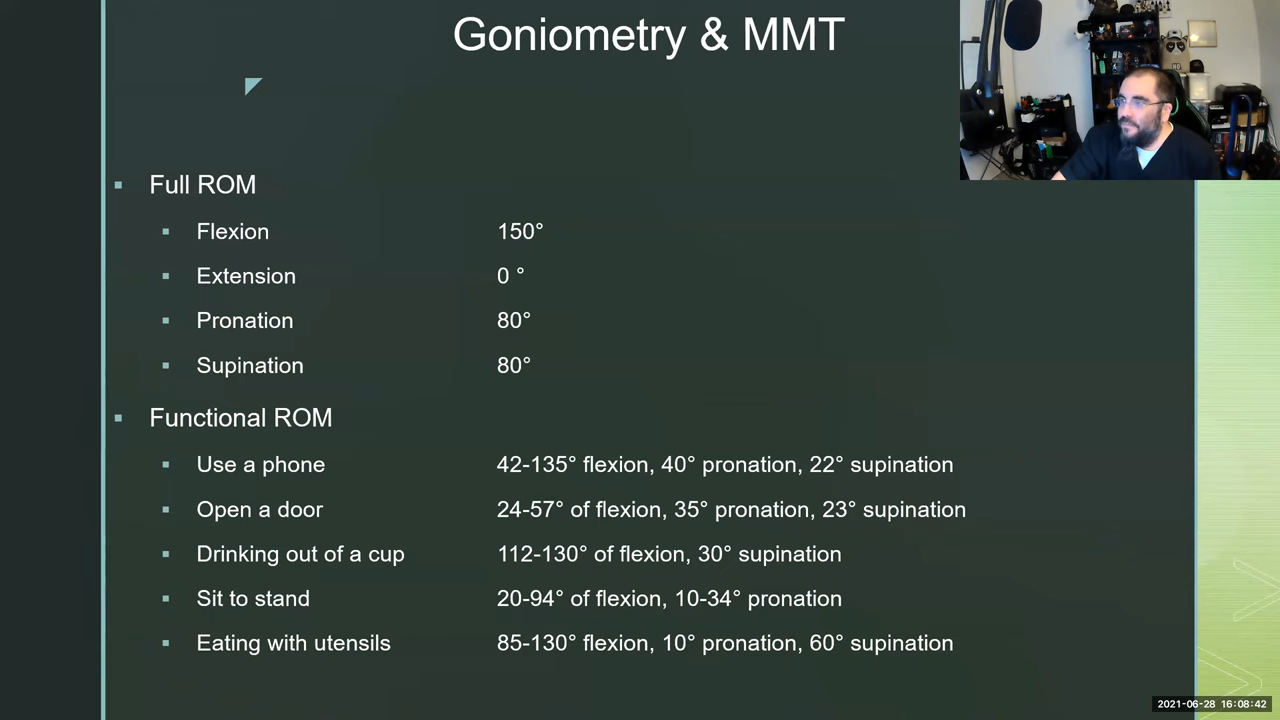 Goniometry & MMT
Full ROM
Flexion 150°
Extension 0 °
Pronation 80°
Supination 80°
Functional ROM
Use a phone 42-135° flexion, 40° pronation, 22° supination
Open a door 24-57° of flexion, 35° pronation, 23° supination
Drinking out of a cup 112-130° of flexion, 30° supination
Sit to stand 20-94° of flexion, 10-34° pronation
Eating with utensils 85-130° flexion, 10° pronation, 60° supination
2021-06-28 16:08:42